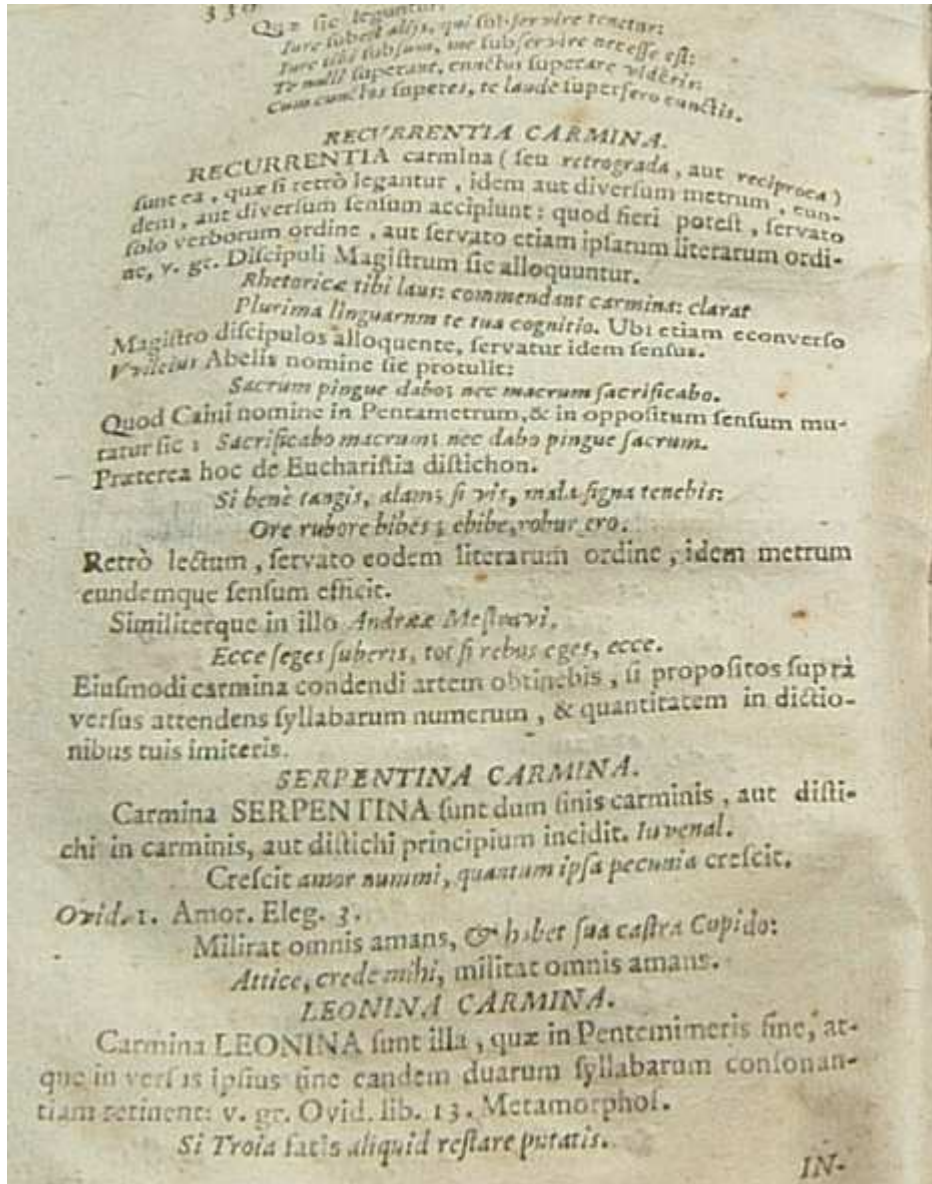 330
Quæ sic leguntur:
Iure subest alijs, qui subservire tenetur:
Iure tibi subsum, me subservire necesse est:
Te nulli superant, cunctos superare videris:
Cum cunctos superes, te laude superfero cunctis.
RECURRENTIA CARMINA.
RECURRENTIA carmina (seu retrograda, aut reciproca)
sunt ea, quæ si retrò legantur, idem aut diversum metrum, eun-
dem, aut diversum sensum accipiunt: quod fieri potest, servato
solo verborum ordine, aut servato etiam ipsarum literarum ordi-
ne, v. gr. Discipuli Magistrum sic alloquuntur.
Rhetoricæ tibi laus: commendant carmina: clarat
Plurima linguarum te tua cognitio. Ubi etiam econverso
Magistro discipulos alloquente, servatur idem sensus.
Abelis nomine sic protulit:
Sacrum pingue dabo; nec macrum sacrificabo.
Quod Caini nomine in Pentametrum, & in oppositum sensum mu-
tatur sic: Sacrificabo macrum; nec dabo pingue sacrum.
Præterea hoc de Eucharistia distichon.
Si benè tangis, alam; si vis, mala signa tenebis:
Ore rubore bibes; ebibe, robur ero.
Retrò lectum, servato eodem literarum ordine, idem metrum
eundemque sensum efficit.
Similiterque in illo Andreæ Mestravi.
Ecce seges suberis, tot si rebus eges, ecce.
Eiusmodi carmina condendi artem obtinebis, si propositos suprà
versus attendens syllabarum numerum, & quantitatem in dictio-
nibus tuis imiteris.
SERPENTINA CARMINA.
Carmina SERPENTINA sunt dum finis carminis, aut disti-
chi in carminis, aut distichi principium incidit. Iuvenal.
Crescit amor nummi, quantum ipsa pecunia crescit.
Ovid. 1. Amor. Eleg. 3.
Militat omnis amans, & habet sua castra Cupido:
Attice, crede mihi, militat omnis amans.
LEONINA CARMINA.
Carmina LEONINA sunt illa, quæ in Pentemimeris fine, at-
que in versus ipsius fine eandem duarum syllabarum consonan-
tiam retinent: v. gr. Ovid. lib. 13. Metamorphos.
Si Troia fatis aliquid restare putatis.
IN-